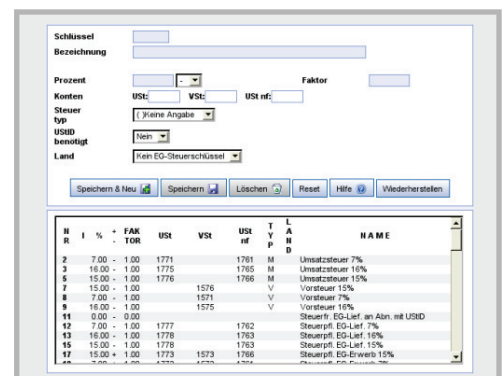 Schlüssel
Bezeichnung
Prozent - Faktor
Konten USt: VSt: USt nf:
Steuer
typ ( )Keine Angabe
UStID
benötigt Nein
Land Kein EG-Steuerschlüssel
Speichern & Neu Speichern Löschen Reset Hilfe Wiederherstellen
N R I % + - FAK TOR USt VSt USt nf T Y P L A N D N A M E
2 7.00 - 1.00 1771 1761 M Umsatzsteuer 7%
3 16.00 - 1.00 1775 1765 M Umsatzsteuer 16%
5 15.00 - 1.00 1776 1766 M Umsatzsteuer 15%
7 15.00 - 1.00 1576 V Vorsteuer 15%
8 7.00 - 1.00 1571 V Vorsteuer 7%
9 16.00 - 1.00 1575 V Vorsteuer 16%
11 0.00 - 0.00 Steuerfr. EG-Lief. an Abn. mit UStID
12 7.00 - 1.00 1777 1762 Steuerpfl. EG-Lief. 7%
13 16.00 - 1.00 1778 1763 Steuerpfl. EG-Lief. 16%
15 15.00 - 1.00 1778 1763 Steuerpfl. EG-Lief. 15%
17 15.00 + 1.00 1773 1573 1766 Steuerpfl. EG-Erwerb 15%